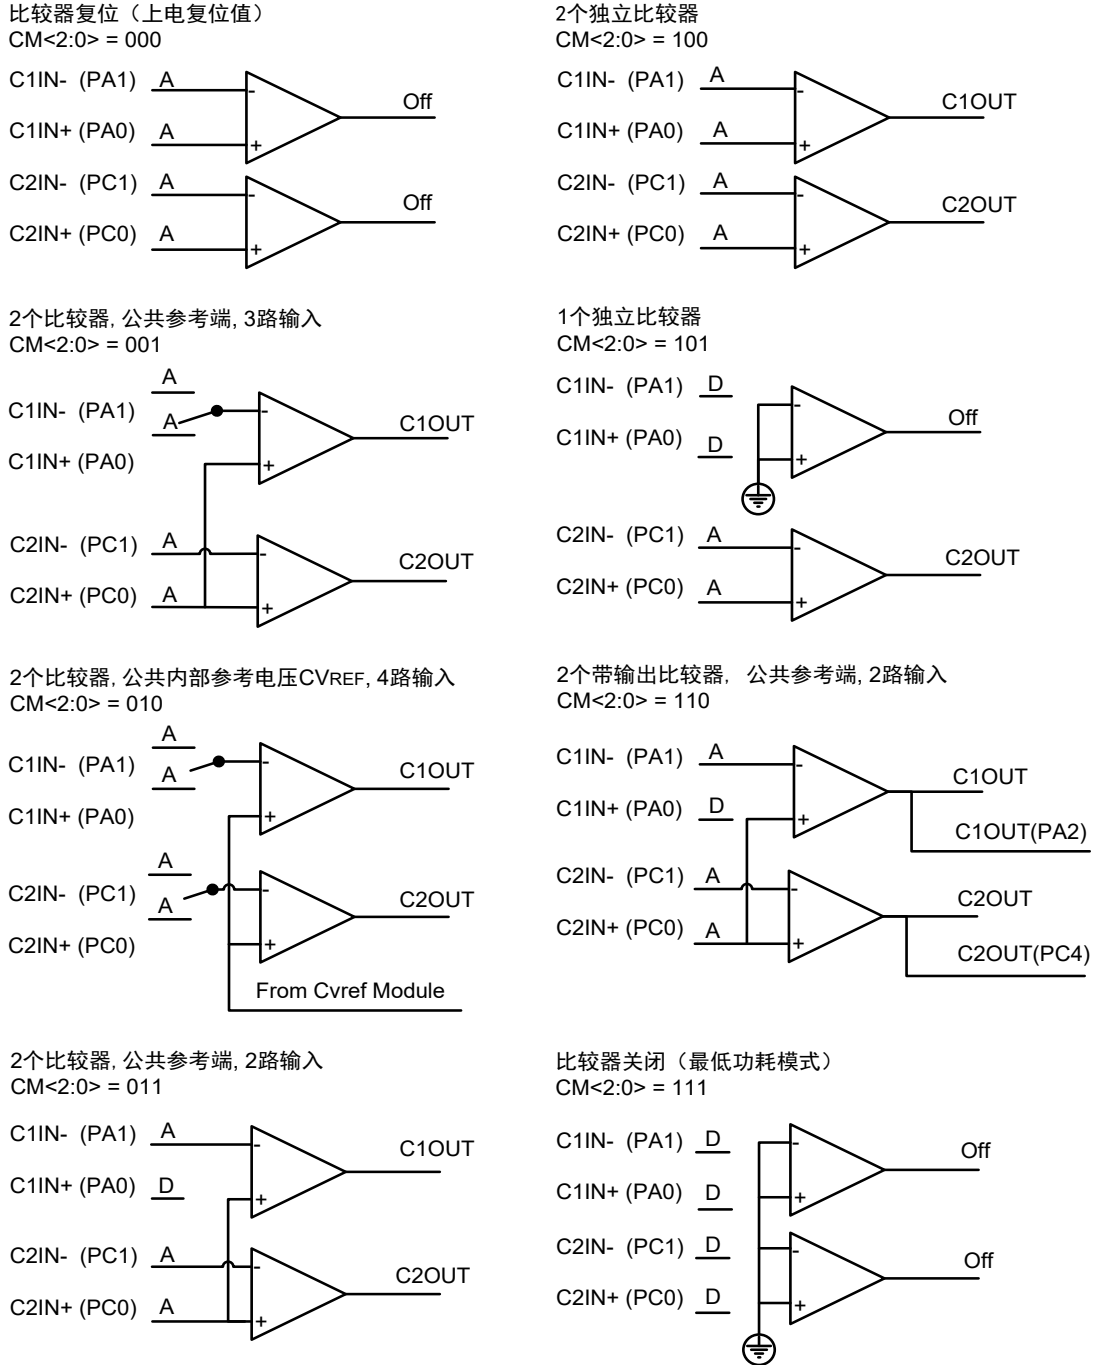 比较器复位（上电复位值）
CM<2:0> = 000
C1IN- (PA1) A
-
Off
C1IN+ (PA0) A
+
C2IN- (PC1) A
-
Off
C2IN+ (PC0) A
+
2个独立比较器
CM<2:0> = 100
C1IN- (PA1) A
-
C1OUT
C1IN+ (PA0) A
+
C2IN- (PC1) A
-
C2OUT
C2IN+ (PC0) A
+
2个比较器, 公共参考端, 3路输入
CM<2:0> = 001
A
C1IN- (PA1)
-
A
C1OUT
C1IN+ (PA0)
+
C2IN- (PC1) A
-
C2OUT
C2IN+ (PC0) A
+
1个独立比较器
CM<2:0> = 101
C1IN- (PA1) D
-
Off
C1IN+ (PA0) D
+
C2IN- (PC1) A
-
C2OUT
C2IN+ (PC0) A
+
2个比较器, 公共内部参考电压CVREF, 4路输入
CM<2:0> = 010
A
C1IN- (PA1)
-
A
C1OUT
C1IN+ (PA0)
+
A
C2IN- (PC1)
-
A
C2OUT
C2IN+ (PC0)
+
From Cvref Module
2个带输出比较器, 公共参考端, 2路输入
CM<2:0> = 110
C1IN- (PA1) A
-
C1OUT
C1IN+ (PA0) D
+
C1OUT(PA2)
C2IN- (PC1) A
-
C2OUT
C2IN+ (PC0) A
+
C2OUT(PC4)
2个比较器, 公共参考端, 2路输入
CM<2:0> = 011
C1IN- (PA1) A
-
C1OUT
C1IN+ (PA0) D
+
C2IN- (PC1) A
-
C2OUT
C2IN+ (PC0) A
+
比较器关闭（最低功耗模式）
CM<2:0> = 111
C1IN- (PA1) D
-
Off
C1IN+ (PA0) D
+
C2IN- (PC1) D
-
Off
C2IN+ (PC0) D
+